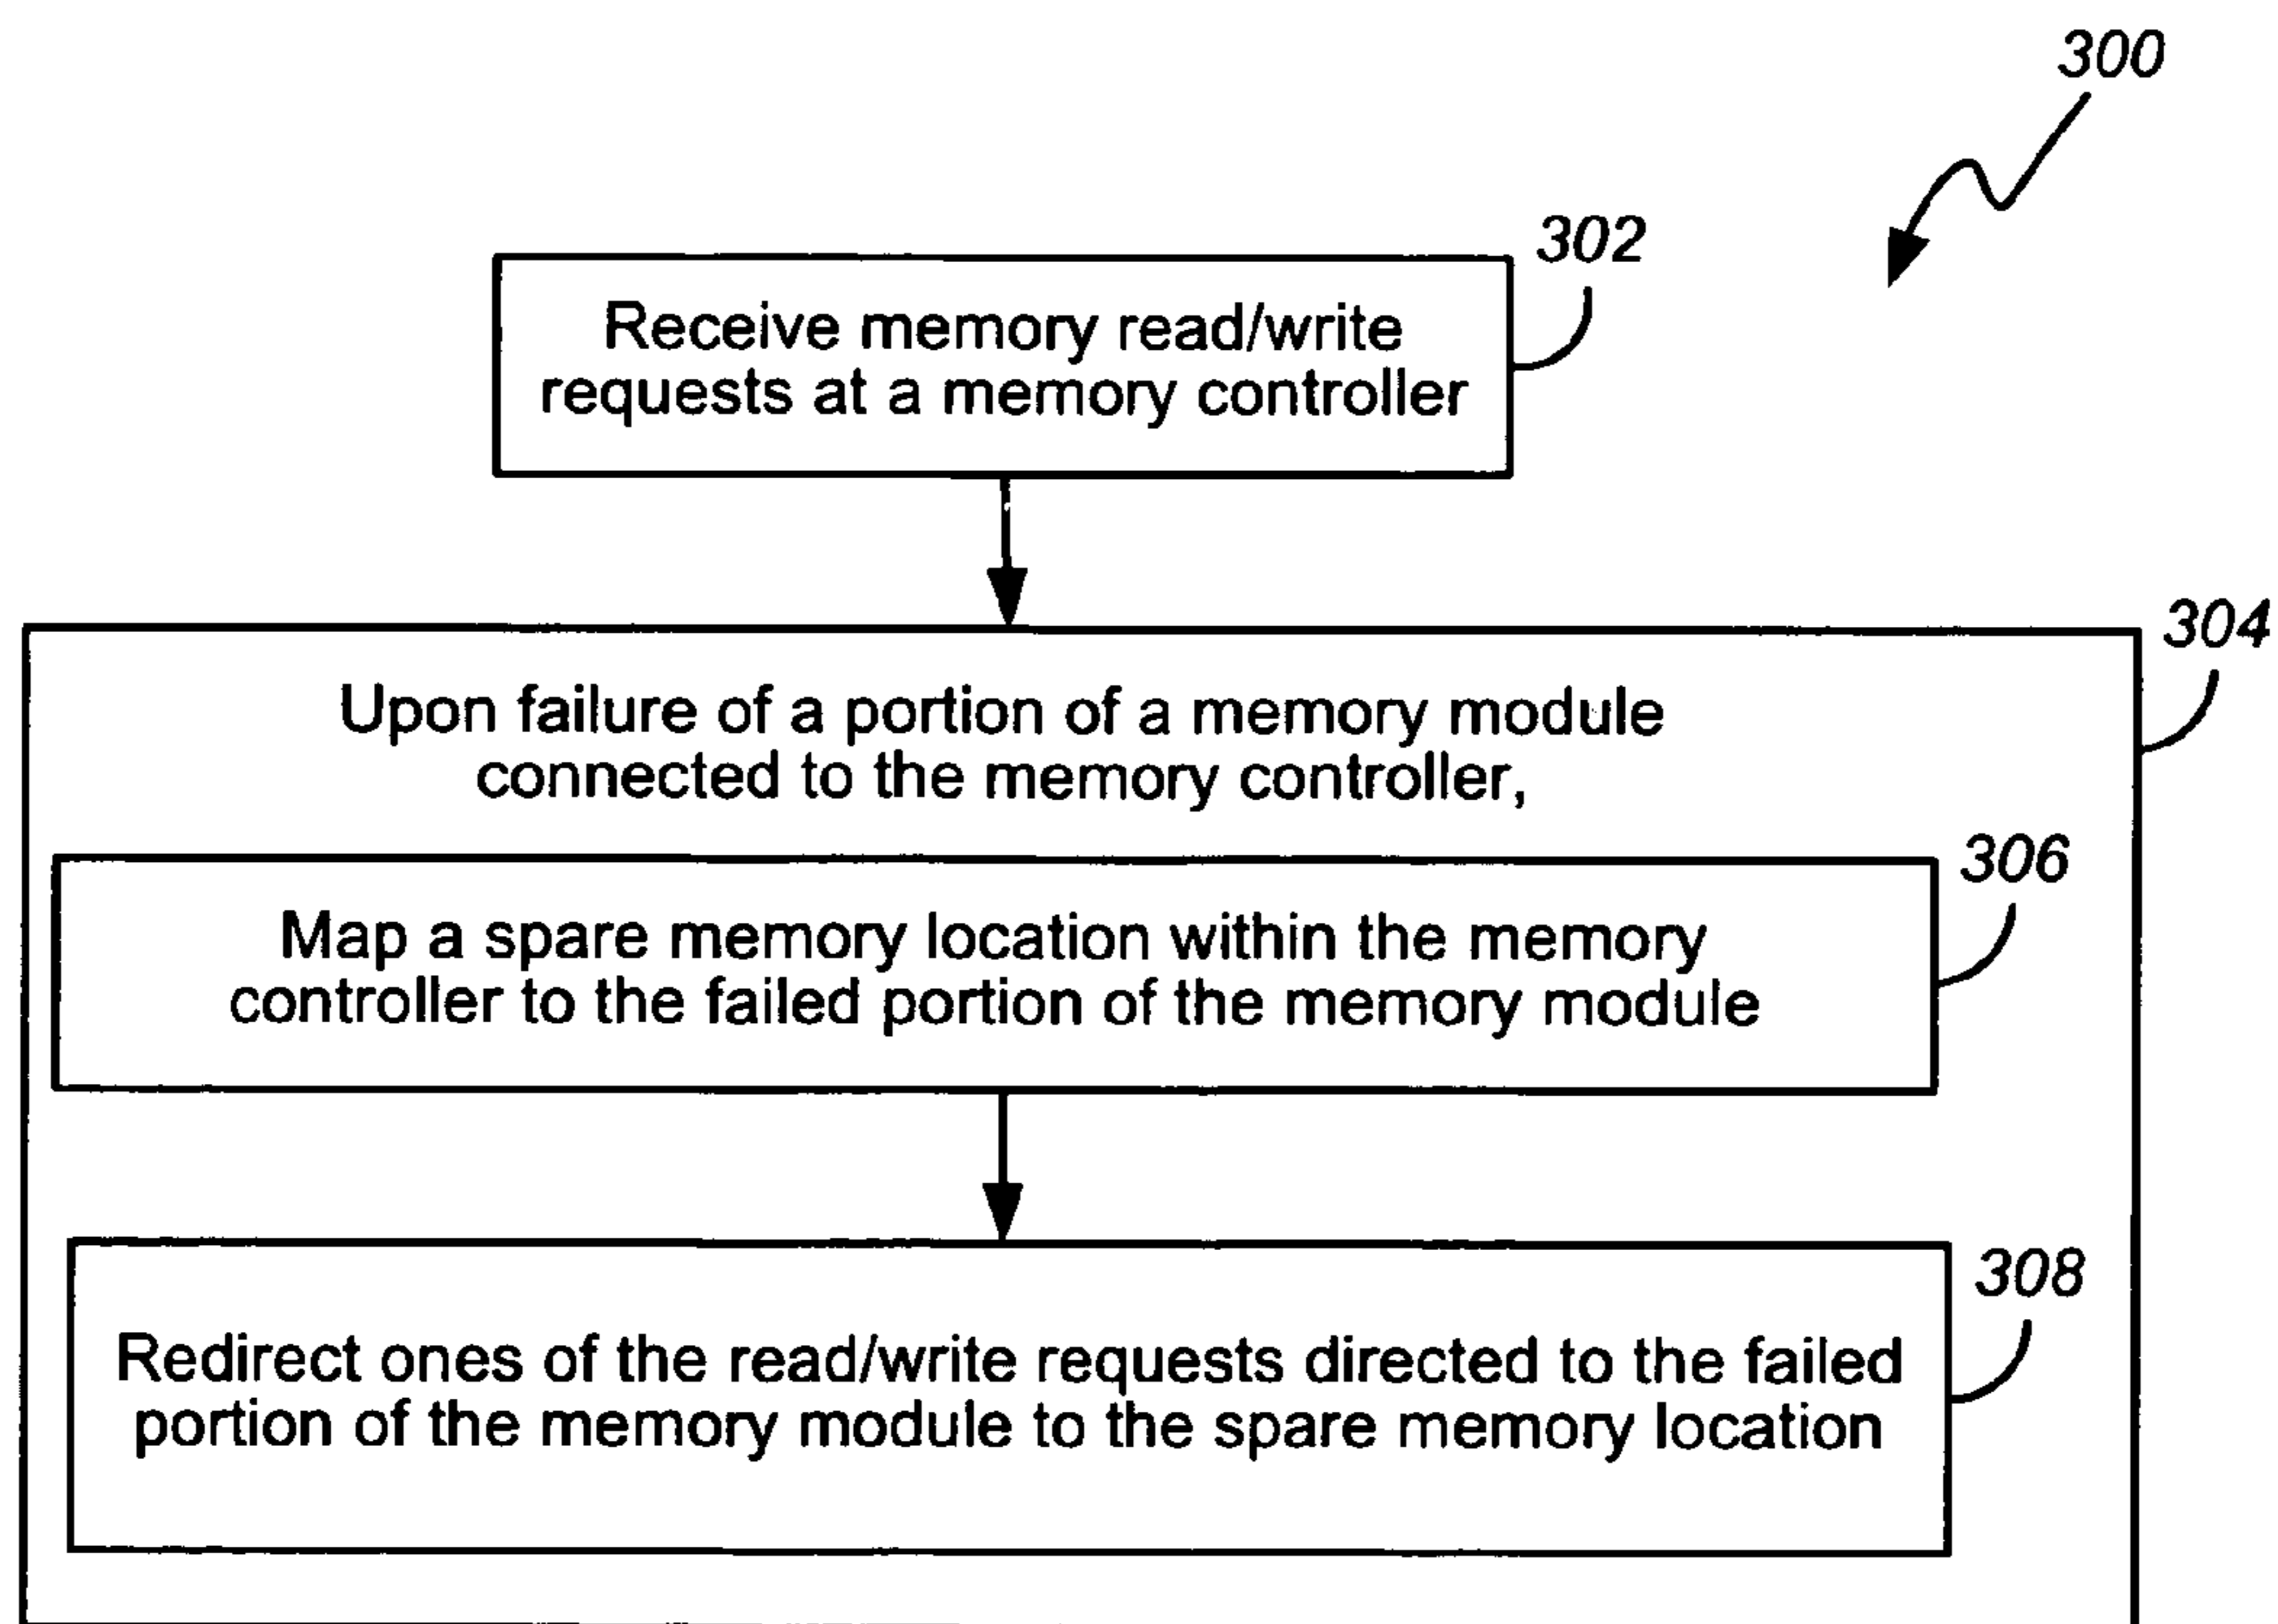 300
302
Receive memory read/write
requests at a memory controller
304
Upon failure of a portion of a memory module
connected to the memory controller,
306
Map a spare memory location within the memory
controller to the failed portion of the memory module
308
Redirect ones of the read/write requests directed to the failed
portion of the memory module to the spare memory location